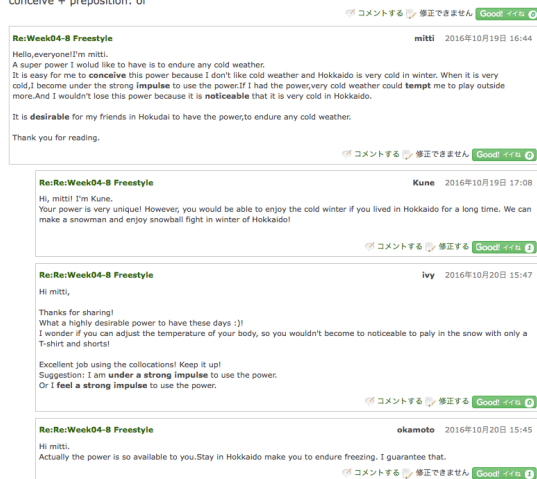 conceive + preposition: of
コメントする 修正できません Good! イイね 0
Re:Week04-8 Freestyle mitti 2016年10月19日 16:44
Hello,everyone!I'm mitti.
A super power I wolud like to have is to endure any cold weather.
It is easy for me to conceive this power because I don't like cold weather and Hokkaido is very cold in winter. When it is very
cold,I become under the strong impulse to use the power.If I had the power,very cold weather could tempt me to play outside
more.And I wouldn't lose this power because it is noticeable that it is very cold in Hokkaido.
It is desirable for my friends in Hokudai to have the power,to endure any cold weather.
Thank you for reading.
コメントする 修正できません Good! イイね 0
Re:Re:Week04-8 Freestyle Kune 2016年10月19日 17:08
Hi, mitti! I'm Kune.
Your power is very unique! However, you would be able to enjoy the cold winter if you lived in Hokkaido for a long time. We can
make a snowman and enjoy snowball fight in winter of Hokkaido!
コメントする 修正する Good! イイね 1
Re:Re:Week04-8 Freestyle ivy 2016年10月20日 15:47
Hi mitti,
Thanks for sharing!
What a highly desirable power to have these days :)!
I wonder if you can adjust the temperature of your body, so you wouldn't become to noticeable to paly in the snow with only a
T-shirt and shorts!
Excellent job using the collocations! Keep it up!
Suggestion: I am under a strong impulse to use the power.
Or I feel a strong impulse to use the power.
コメントする 修正する Good! イイね 0
Re:Re:Week04-8 Freestyle okamoto 2016年10月20日 15:45
Hi mitti.
Actually the power is so available to you.Stay in Hokkaido make you to endure freezing. I guarantee that.
コメントする 修正できません Good! イイね 1